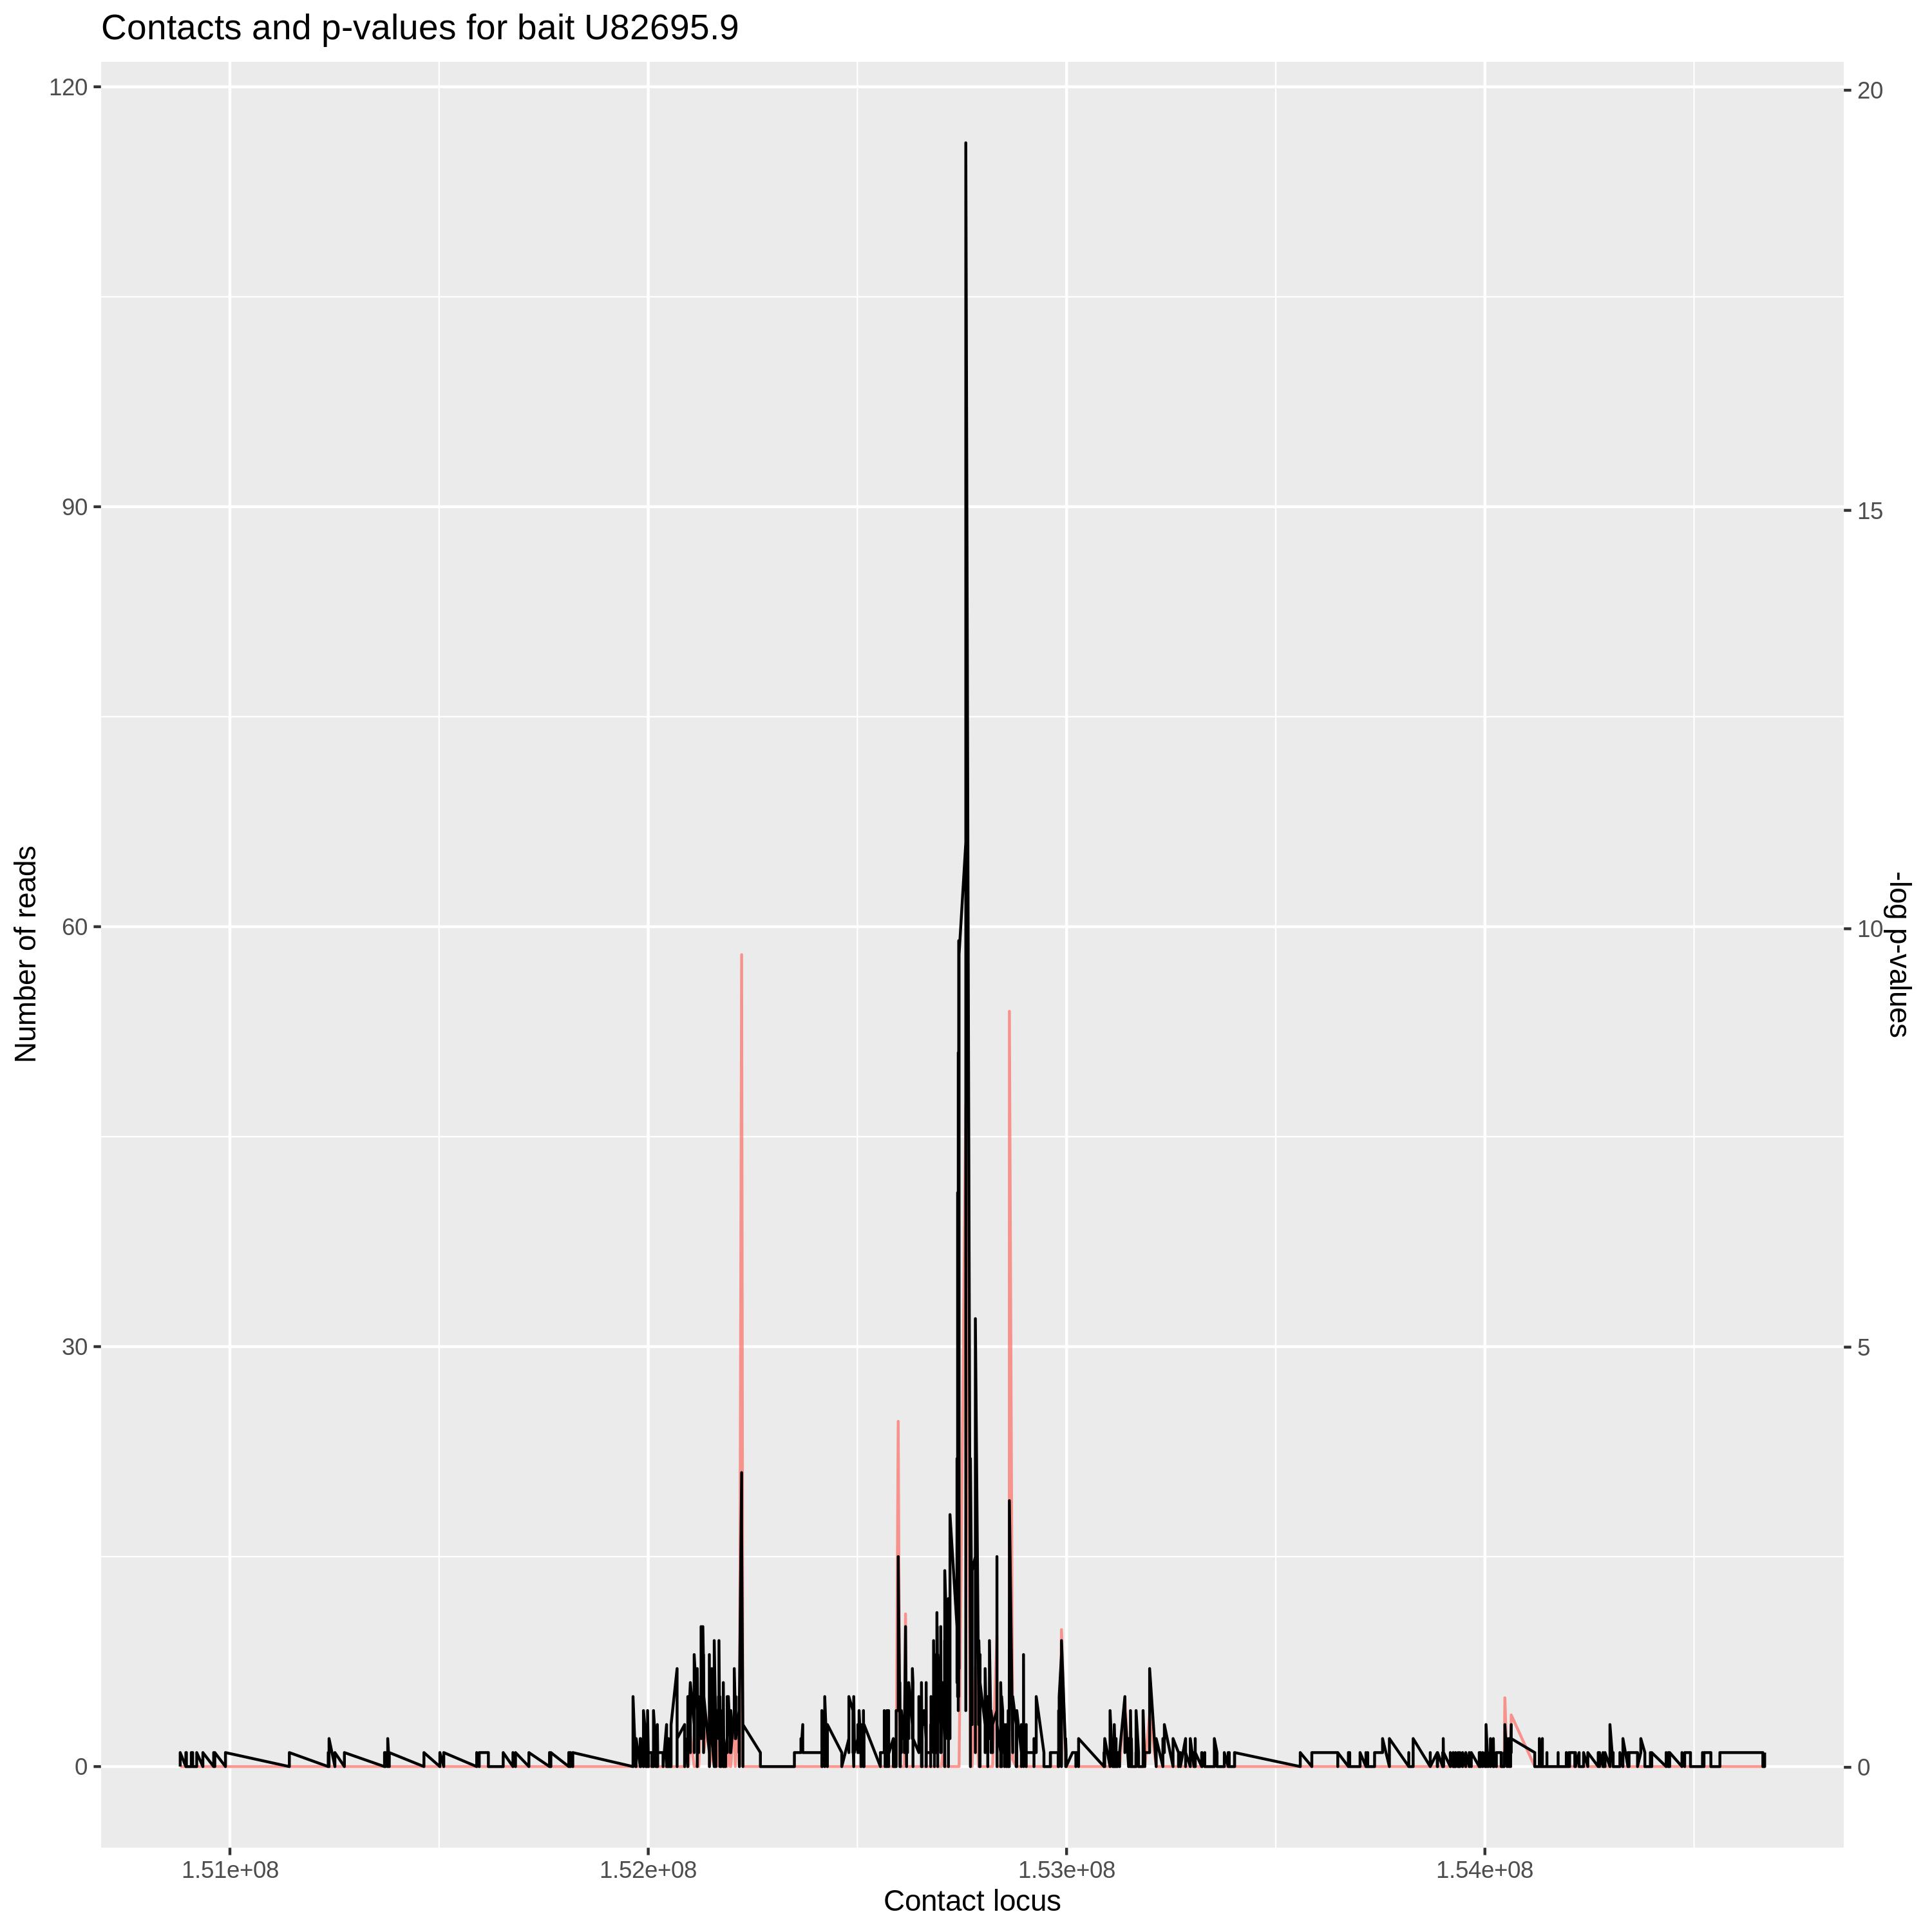 Contacts and p-values for bait U82695.9
120
90
60
30
0
20
15
10
5
0
Number of reads
-log p-values
1.51e+08
1.52e+08
1.53e+08
1.54e+08
Contact locus